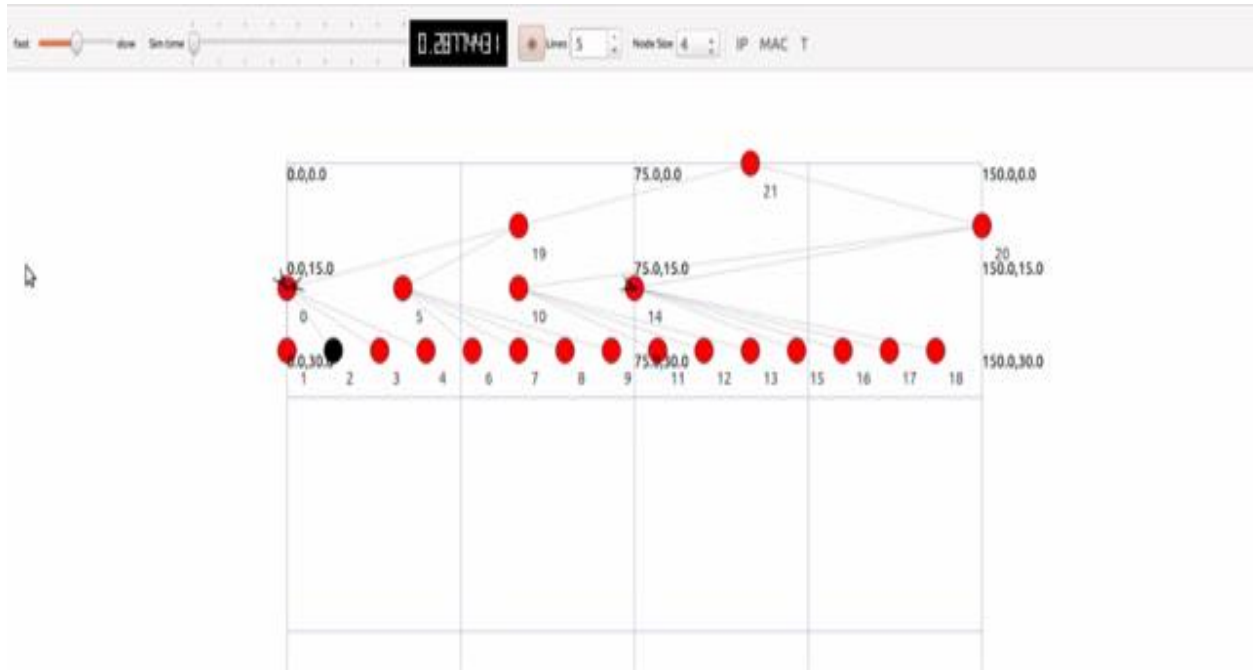 fast slow Sim time 0.28774431 Lines 5 Node Size 4 IP MAC T
0.0,0.0 75.0,0.0 150.0,0.0
21
19 20
0.0,15.0 75.0,15.0 150.0,15.0
0 5 10 14
0.0,30.0 75.0,30.0 150.0,30.0
1 2 3 4 6 7 8 9 11 12 13 15 16 17 18